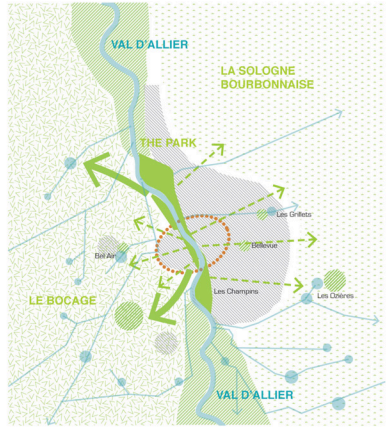 VAL D'ALLIER
LA SOLOGNE
BOURBONNAISE
THE PARK
Les Grillets
Bellevue
Bel Air
Les Champins
Les Ozières
LE BOCAGE
VAL D'ALLIER